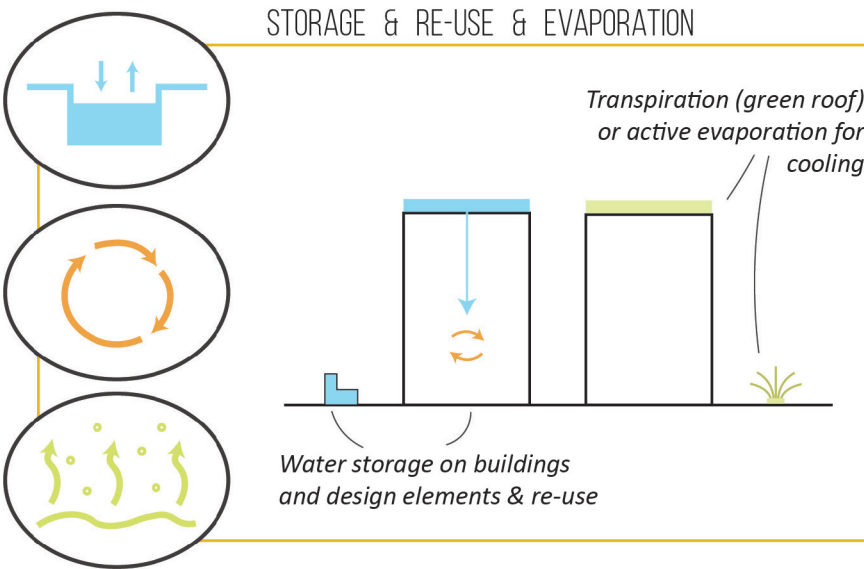 STORAGE & RE-USE & EVAPORATION
Transpiration (green roof)
or active evaporation for
cooling
Water storage on buildings
and design elements & re-use